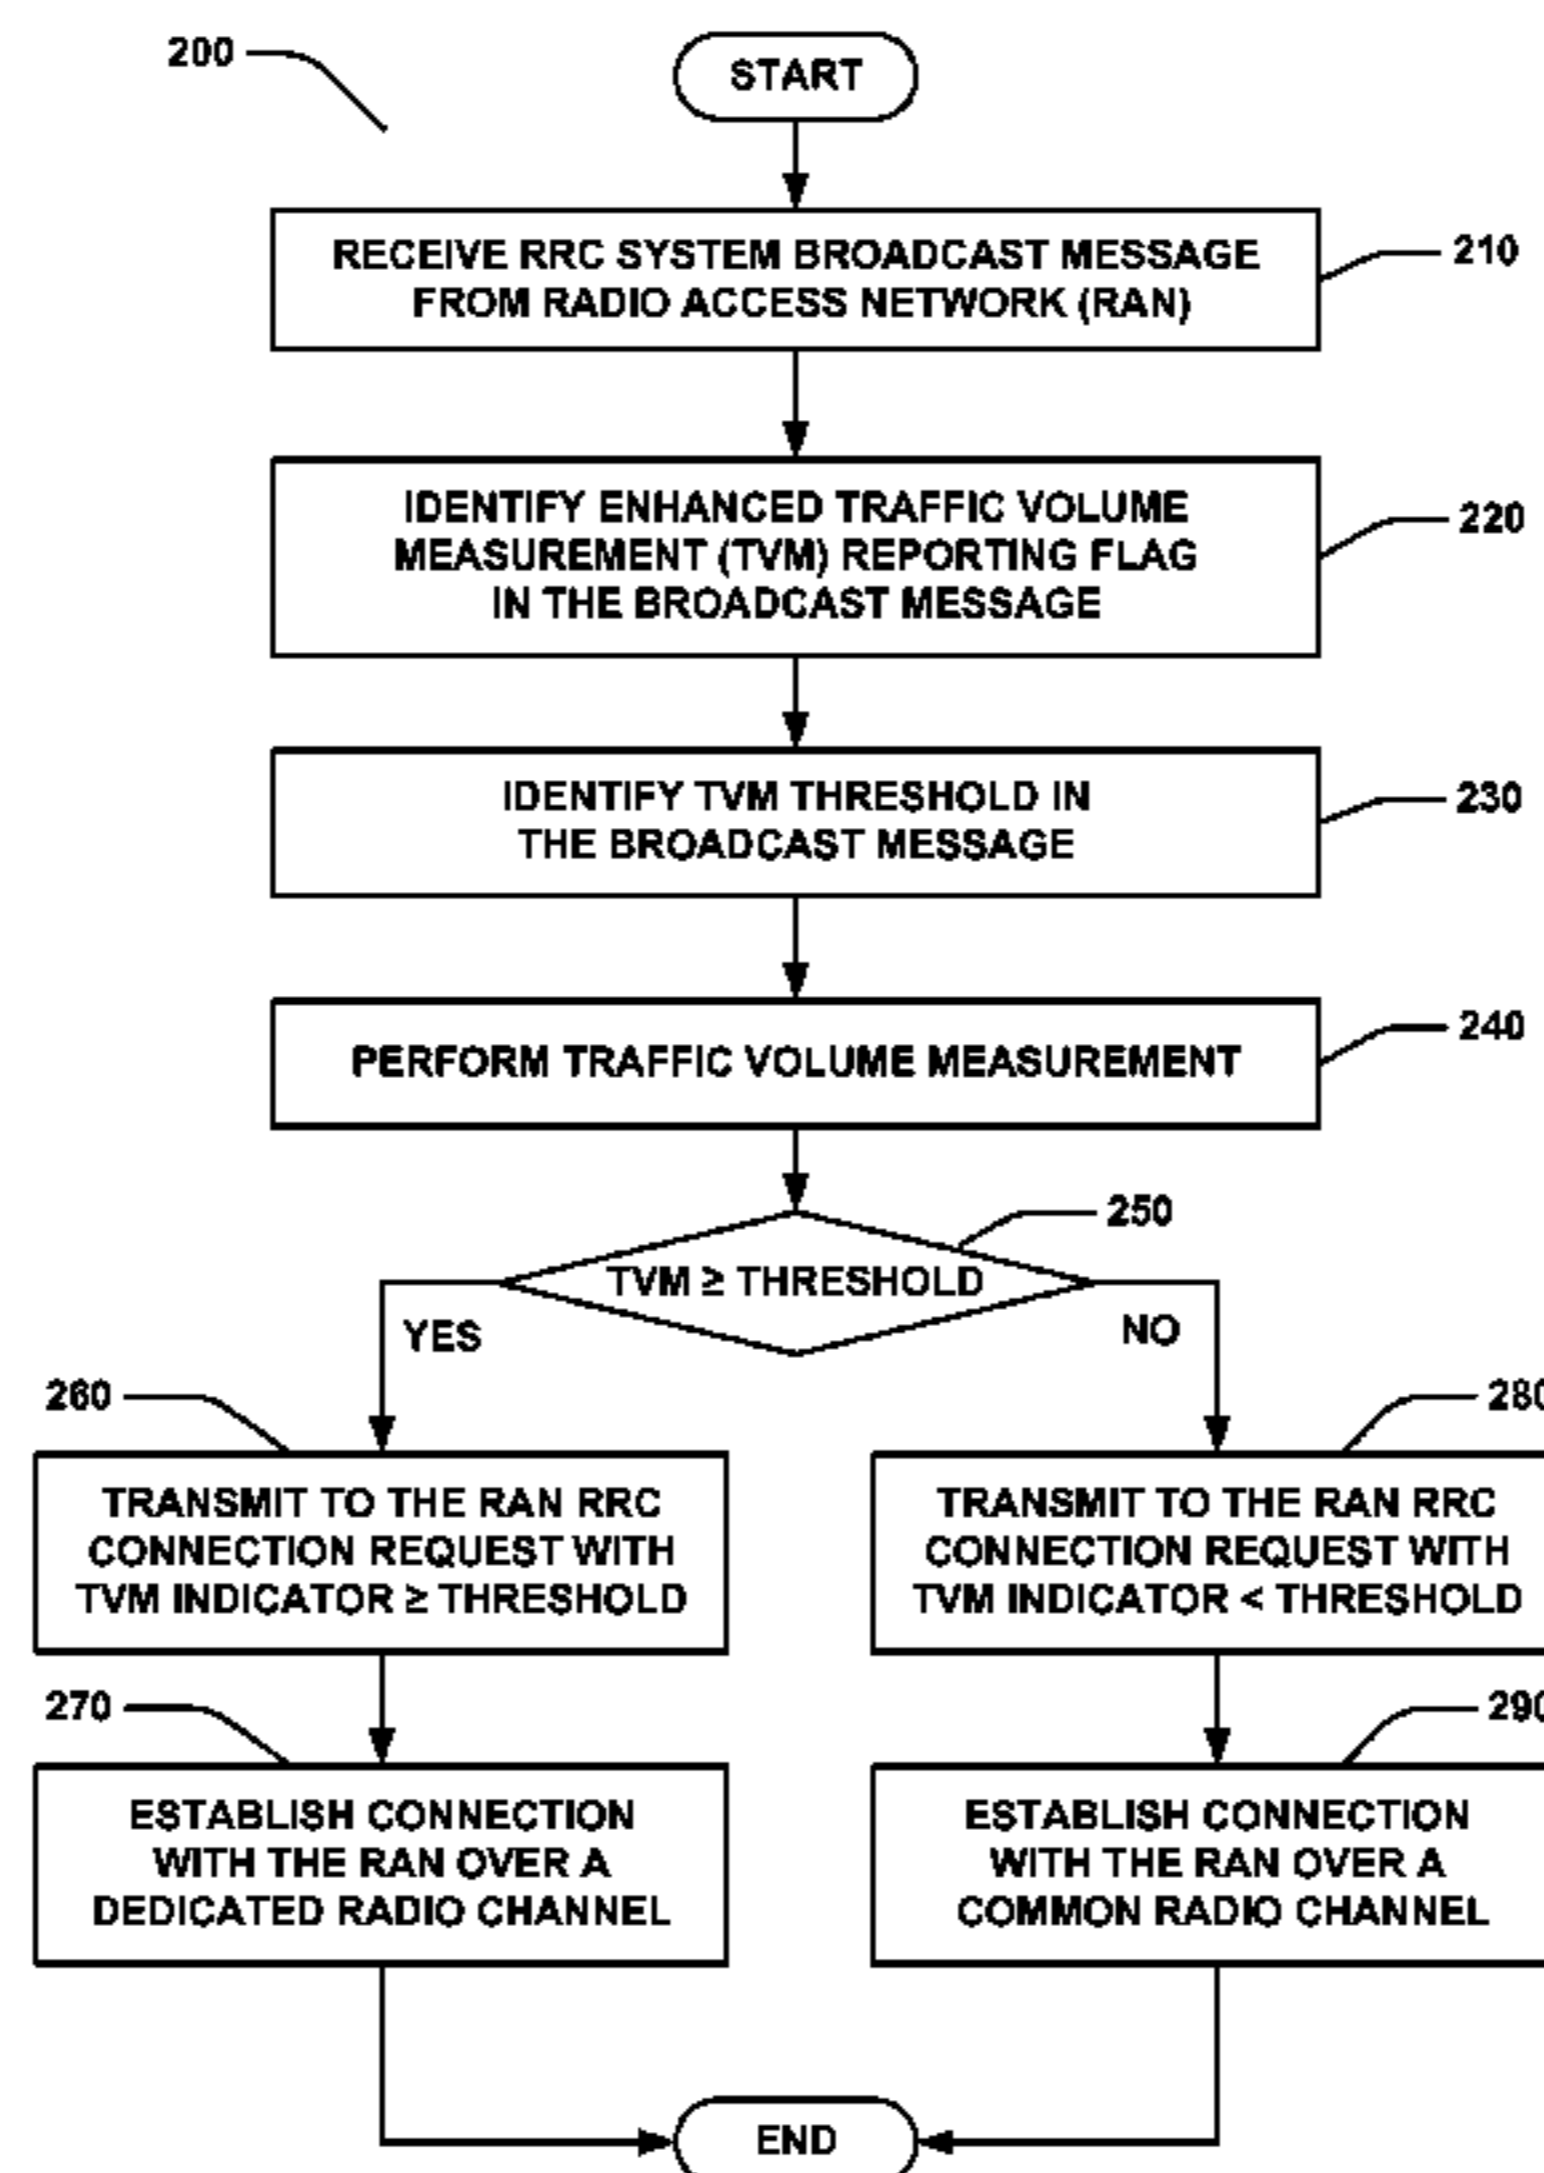 200
START
RECEIVE RRC SYSTEM BROADCAST MESSAGE
FROM RADIO ACCESS NETWORK (RAN)
210
IDENTIFY ENHANCED TRAFFIC VOLUME
MEASUREMENT (TVM) REPORTING FLAG
IN THE BROADCAST MESSAGE
220
IDENTIFY TVM THRESHOLD IN
THE BROADCAST MESSAGE
230
PERFORM TRAFFIC VOLUME MEASUREMENT
240
250
TVM ≥ THRESHOLD
YES
NO
260
TRANSMIT TO THE RAN RRC
CONNECTION REQUEST WITH
TVM INDICATOR ≥ THRESHOLD
280
TRANSMIT TO THE RAN RRC
CONNECTION REQUEST WITH
TVM INDICATOR < THRESHOLD
270
ESTABLISH CONNECTION
WITH THE RAN OVER A
DEDICATED RADIO CHANNEL
290
ESTABLISH CONNECTION
WITH THE RAN OVER A
COMMON RADIO CHANNEL
END